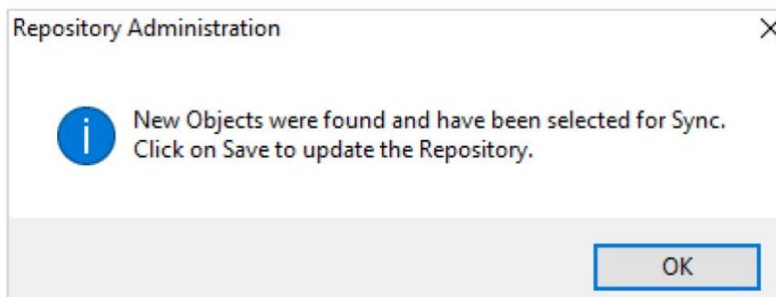 Repository Administration
New Objects were found and have been selected for Sync.
Click on Save to update the Repository.
OK